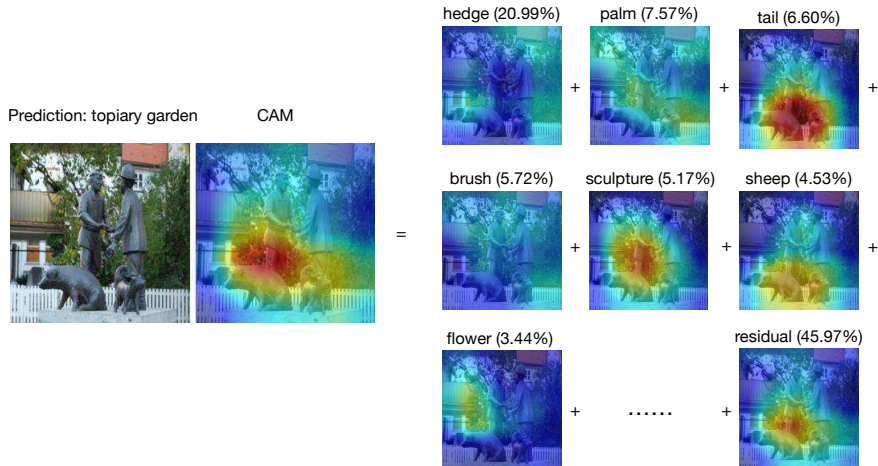 hedge (20.99%) palm (7.57%) tail (6.60%)
+ + +
Prediction: topiary garden CAM
brush (5.72%) sculpture (5.17%) sheep (4.53%)
= + + +
flower (3.44%) residual (45.97%)
+ ...... +